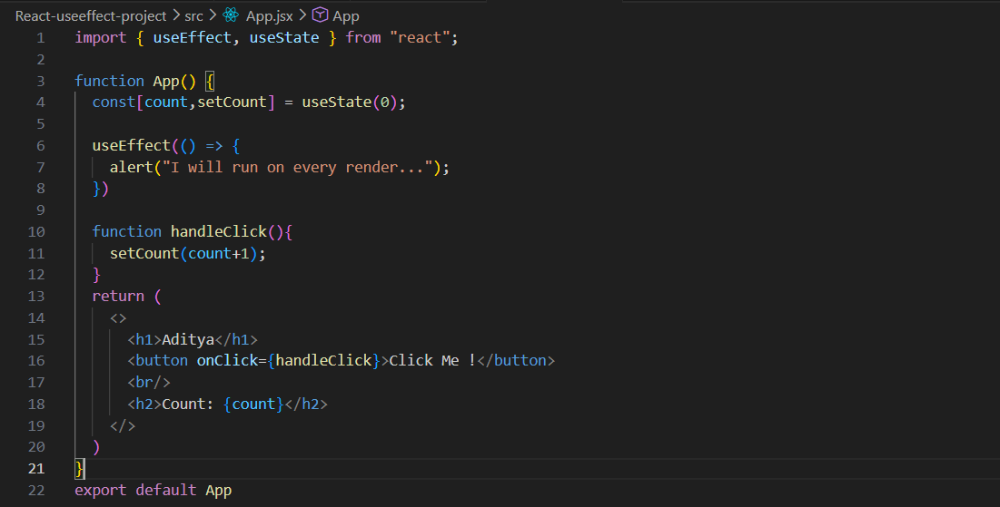 React-useeffect-project > src > App.jsx > App
1 import { useEffect, useState } from "react";
2
3 function App() {
4   const[count,setCount] = useState(0);
5
6   useEffect(() => {
7     alert("I will run on every render...");
8   })
9
10   function handleClick(){
11     setCount(count+1);
12   }
13   return (
14     <>
15       <h1>Aditya</h1>
16       <button onClick={handleClick}>Click Me !</button>
17       <br/>
18       <h2>Count: {count}</h2>
19     </>
20   )
21 }
22 export default App